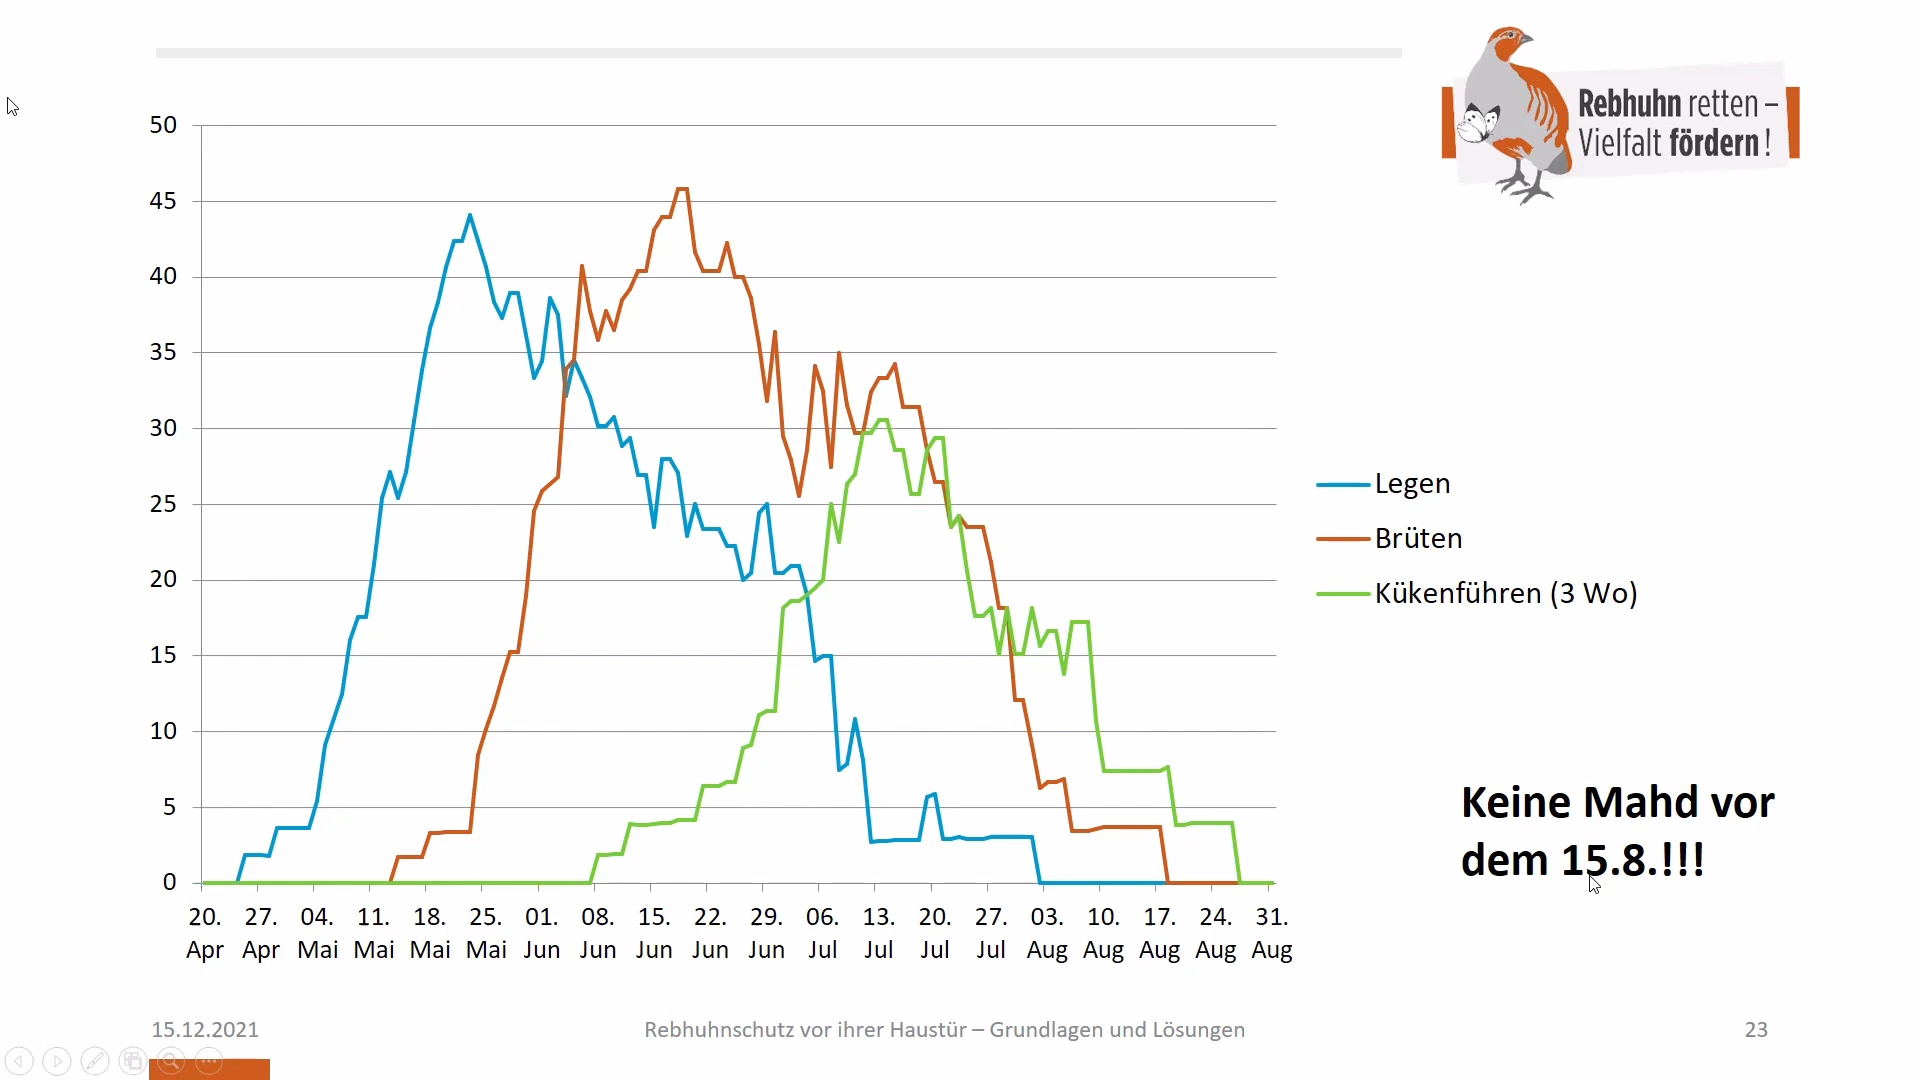 Rebhuhn retten –
Vielfalt fördern!
50
45
40
35
30
25
20
15
10
5
0
20. 27. 04. 11. 18. 25. 01. 08. 15. 22. 29. 06. 13. 20. 27. 03. 10. 17. 24. 31.
Apr Apr Mai Mai Mai Mai Jun Jun Jun Jun Jun Jul Jul Jul Jul Aug Aug Aug Aug Aug
Legen
Brüten
Kükenführen (3 Wo)
Keine Mahd vor
dem 15.8.!!!
15.12.2021 Rebhuhnschutz vor ihrer Haustür – Grundlagen und Lösungen 23